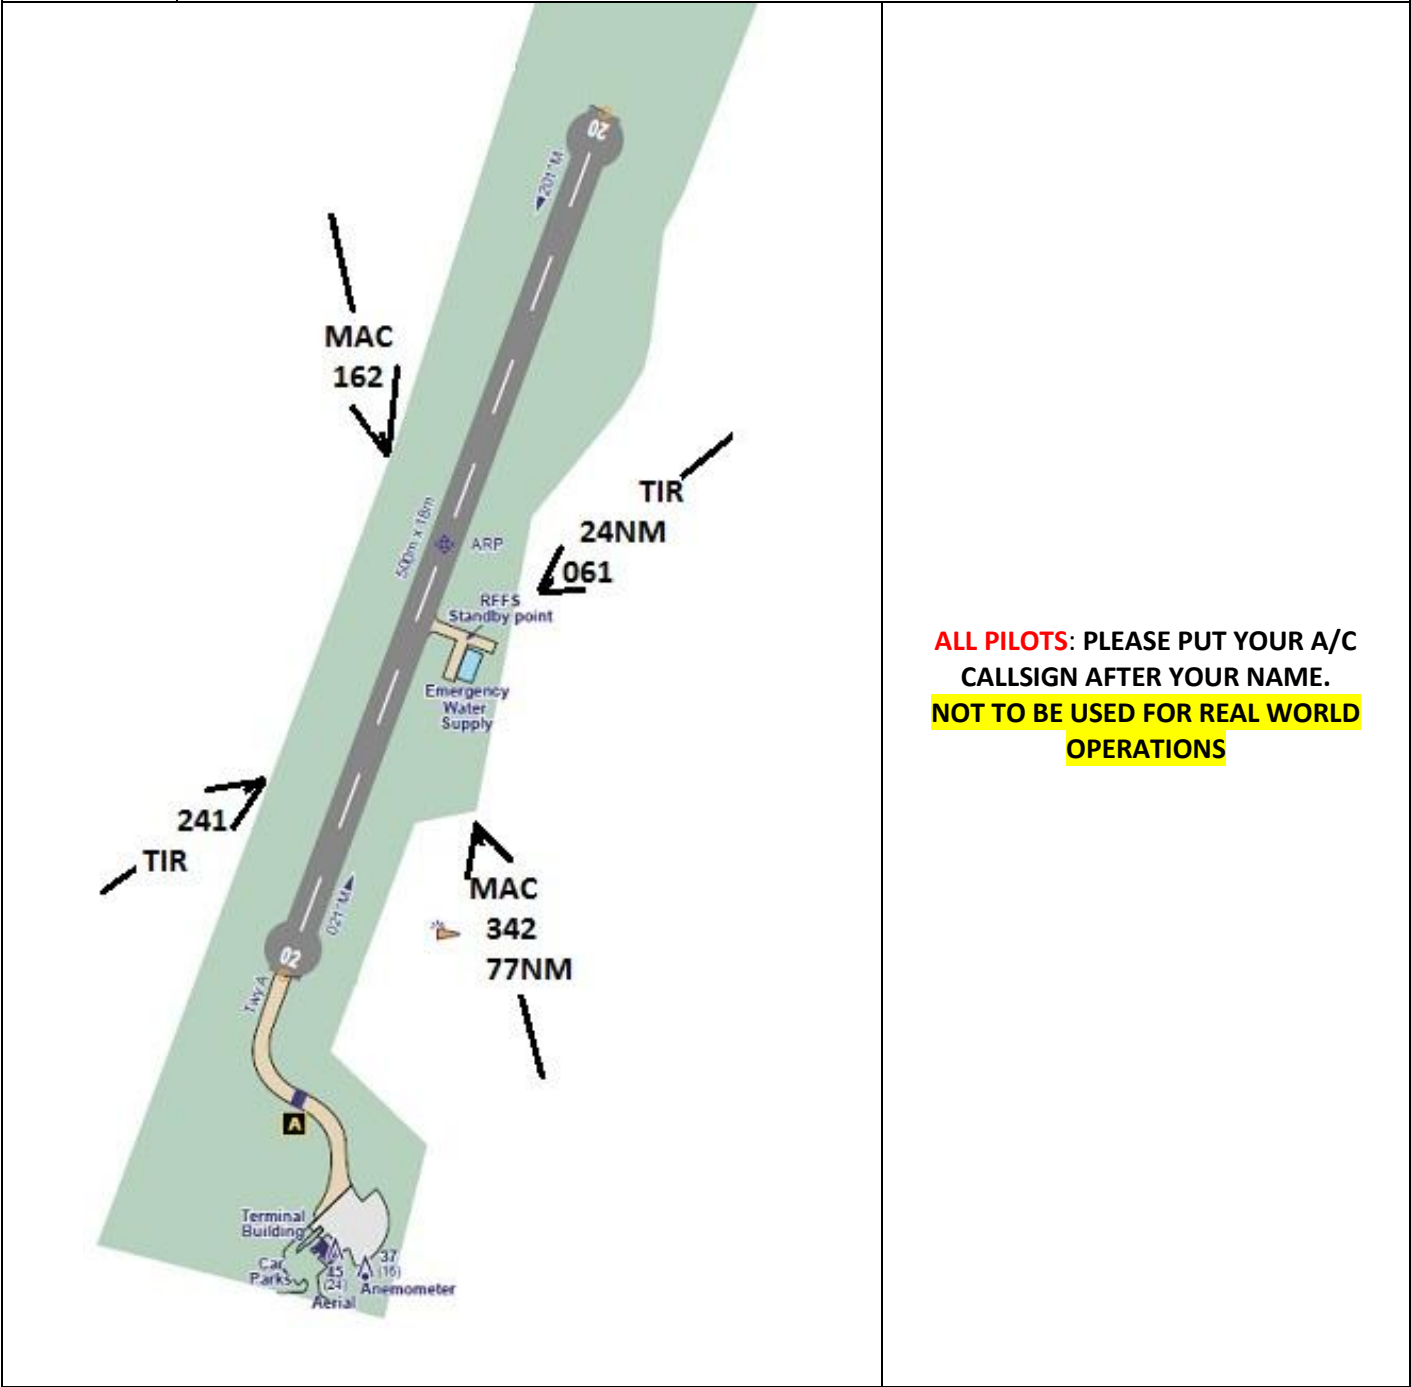 20
201°M
MAC
162
TIR
24NM
061
500m x 18m
ARP
RFFS
Standby point
Emergency
Water
Supply
241
TIR
021°M
MAC
342
77NM
02
Twy A
A
Terminal
Building
Car
Parks
45
(24)
Aerial
37
(16)
Anemometer
ALL PILOTS: PLEASE PUT YOUR A/C
CALLSIGN AFTER YOUR NAME.
NOT TO BE USED FOR REAL WORLD
OPERATIONS